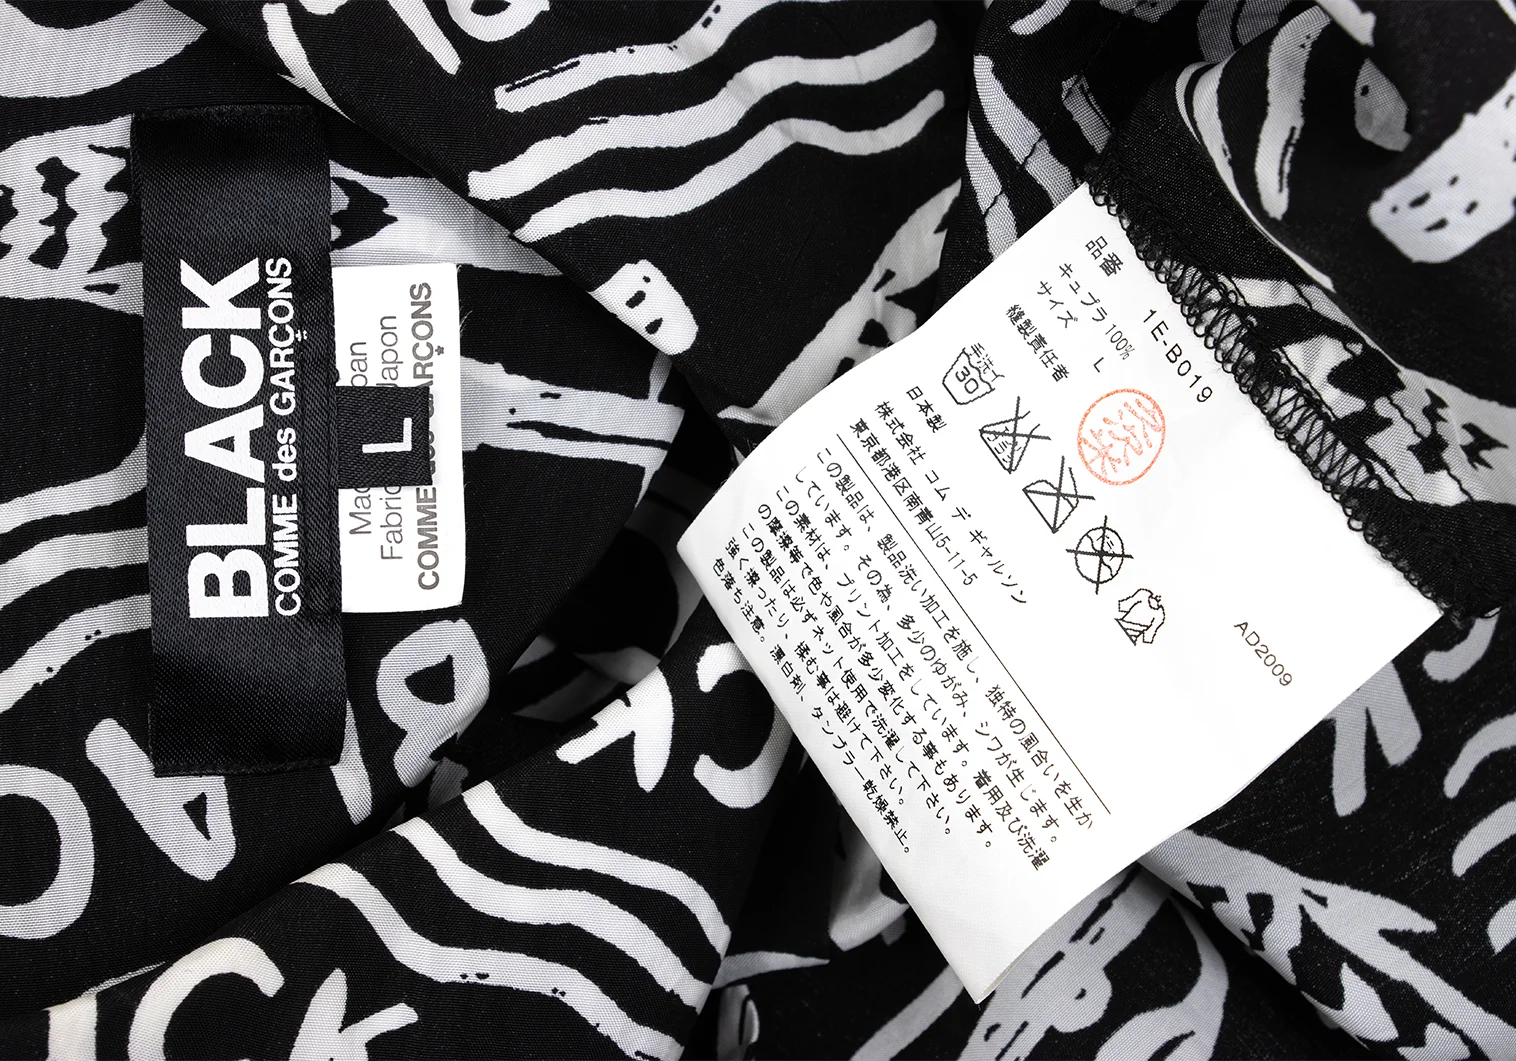 BLACK
COMME des GARÇONS
L
COMME
GARÇONS
品番 1E-B019
キュプラ 100%
サイズ L
縫製責任者
手洗イ
30
日本製
株式会社 コム デ ギャルソン
東京都港区南青山5-11-5
AD2009
この製品は、製品洗い加工を施し、独特の風合いを生か
しています。その為、多少のゆがみ、シワが生じます。
この素材は、プリント加工をしています。着用及び洗濯
の摩擦等で色や風合が多少変化する事もあります。
この製品は必ずネット使用で洗濯して下さい。
強く擦ったり、揉む事は避けて下さい。
色落ち注意。漂白剤、タンブラー乾燥禁止。